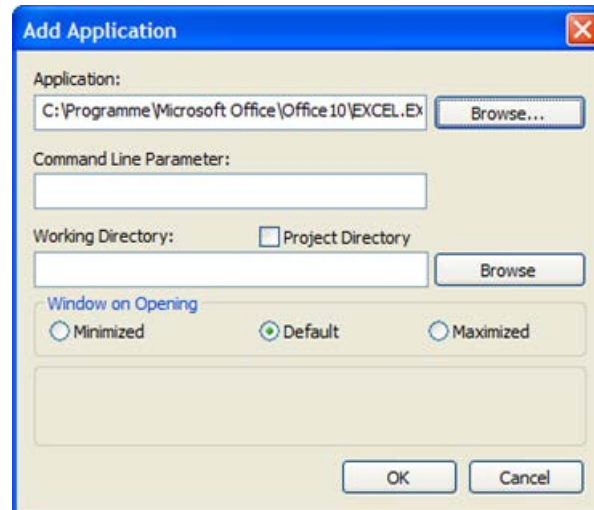 Add Application
Application:
C:\Programme\Microsoft Office\Office10\EXCEL.EX
Browse...
Command Line Parameter:
Working Directory:
Project Directory
Browse
Window on Opening
Minimized
Default
Maximized
OK
Cancel